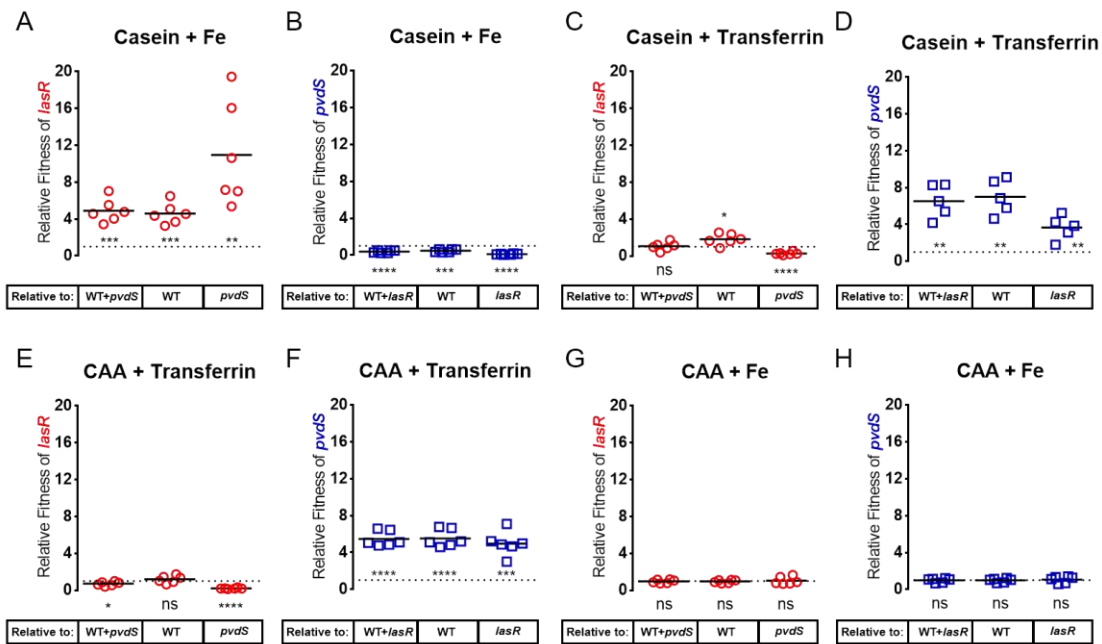 A
Casein + Fe
Relative Fitness of lasR
20
16
12
8
4
0
*** *** **
Relative to: WT+pvdS WT pvdS
B
Casein + Fe
Relative Fitness of pvdS
20
16
12
8
4
0
**** *** ****
Relative to: WT+lasR WT lasR
C
Casein + Transferrin
Relative Fitness of lasR
20
16
12
8
4
0
ns * ****
Relative to: WT+pvdS WT pvdS
D
Casein + Transferrin
Relative Fitness of pvdS
20
16
12
8
4
0
** ** **
Relative to: WT+lasR WT lasR
E
CAA + Transferrin
Relative Fitness of lasR
20
16
12
8
4
0
* ns ****
Relative to: WT+pvdS WT pvdS
F
CAA + Transferrin
Relative Fitness of pvdS
20
16
12
8
4
0
**** **** ***
Relative to: WT+lasR WT lasR
G
CAA + Fe
Relative Fitness of lasR
20
16
12
8
4
0
ns ns ns
Relative to: WT+pvdS WT pvdS
H
CAA + Fe
Relative Fitness of pvdS
20
16
12
8
4
0
ns ns ns
Relative to: WT+lasR WT lasR